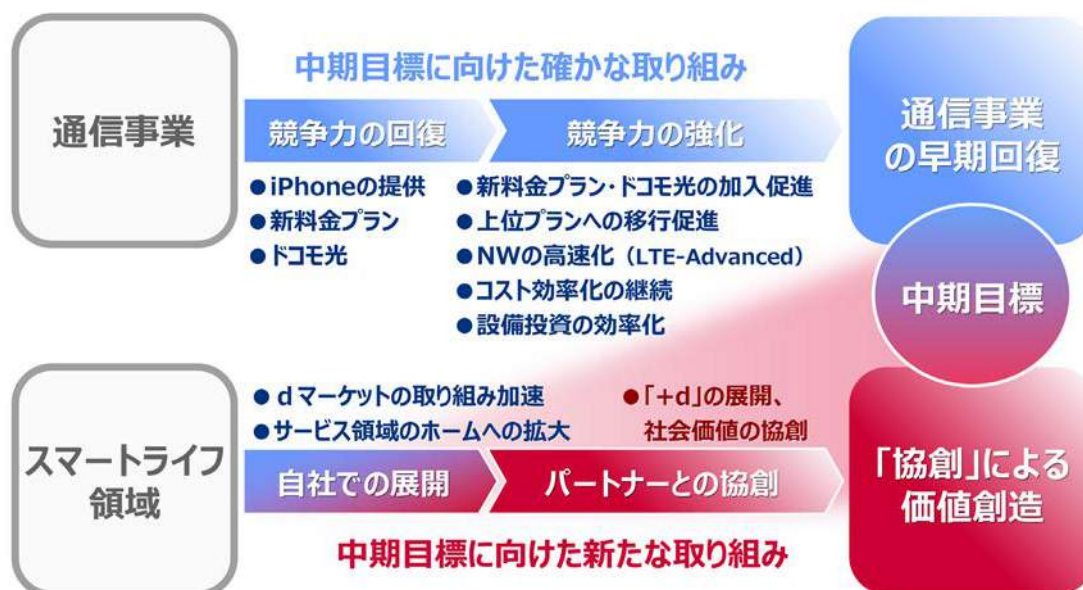 中期目標に向けた確かな取り組み
通信事業
競争力の回復
競争力の強化
通信事業
の早期回復
●iPhoneの提供
●新料金プラン
●ドコモ光
●新料金プラン・ドコモ光の加入促進
●上位プランへの移行促進
●NWの高速化（LTE-Advanced）
●コスト効率化の継続
●設備投資の効率化
中期目標
スマートライフ
領域
●dマーケットの取り組み加速
●サービス領域のホームへの拡大
●「+d」の展開、
社会価値の協創
自社での展開
パートナーとの協創
「協創」による
価値創造
中期目標に向けた新たな取り組み